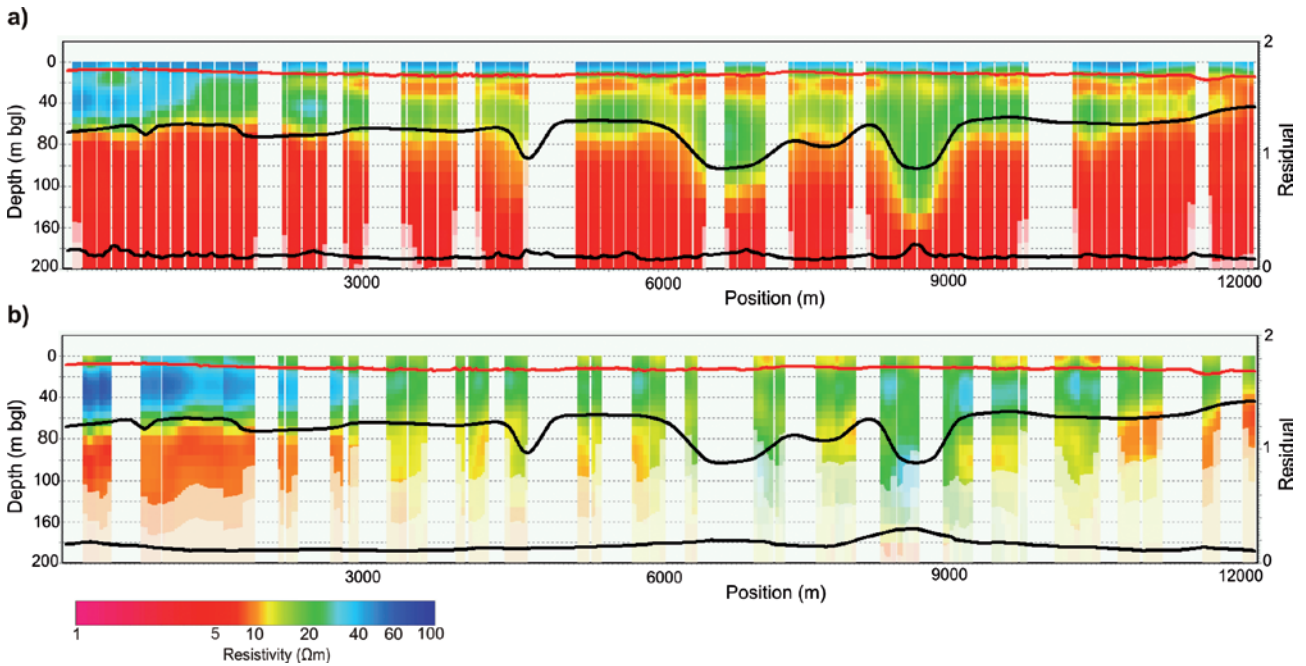 a)
0
40
80
100
160
200
Depth (m bgl)
2
1
0
Residual
3000 6000 9000 12000
Position (m)
b)
0
40
80
100
160
200
Depth (m bgl)
2
1
0
Residual
3000 6000 9000 12000
Position (m)
1 5 10 20 40 60 100
Resistivity (Ωm)